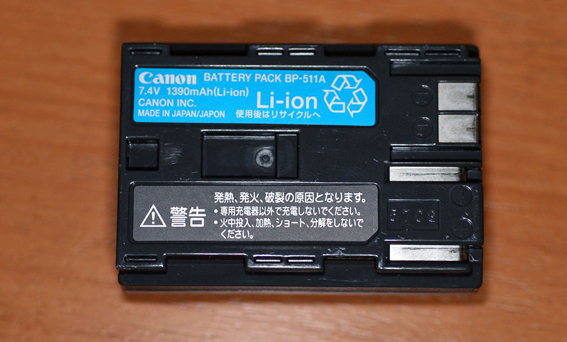 Canon BATTERY PACK BP-511A
7.4V 1390mAh(Li-ion)
CANON INC.
MADE IN JAPAN/JAPON
Li-ion
使用後はリサイクルへ
発熱、発火、破裂の原因となります。
警告
・専用充電器以外で充電しないでください。
・火中投入、加熱、ショート、分解をしないで
ください。